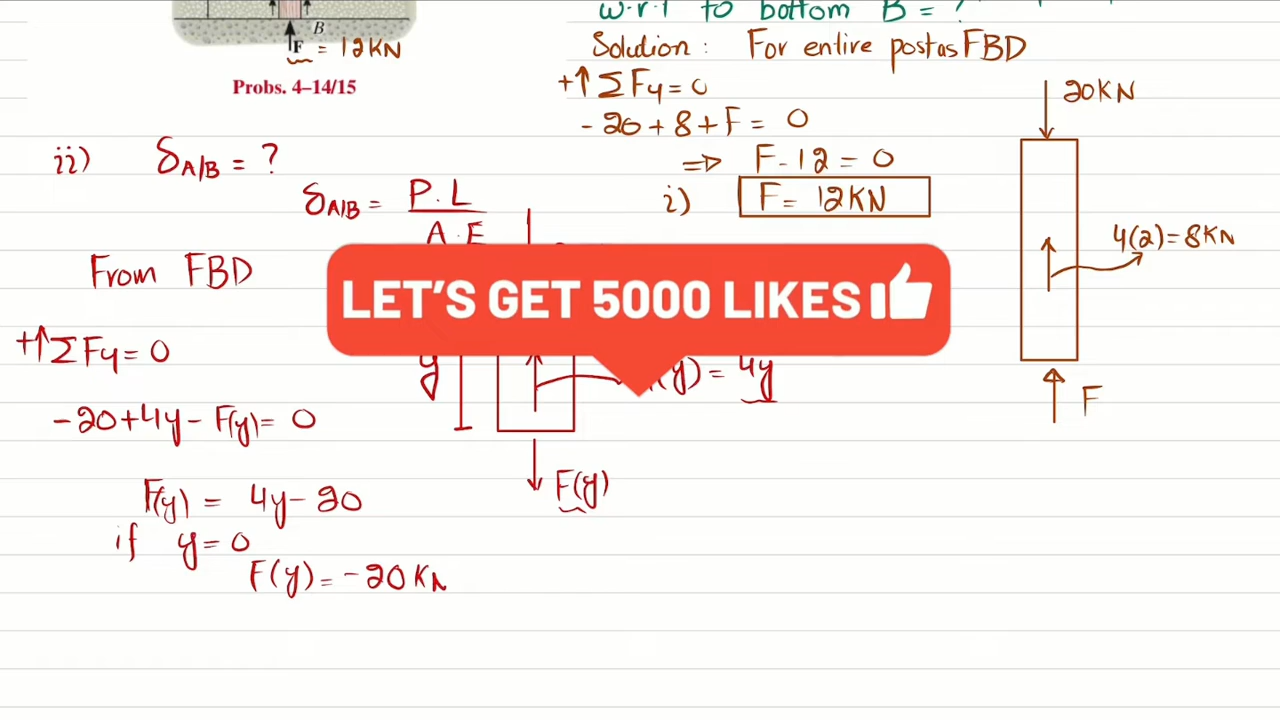 w.r.t to bottom B = ?
B
F = 12KN
Probs. 4–14/15
Solution: For entire post as FBD
+↑ ΣFy = 0
-20+8+F = 0
⇒ F-12 = 0
i) F = 12KN
20KN
4(2)=8KN
F
ii) δA/B = ?
δA/B = P.L
A.E
From FBD
LET'S GET 5000 LIKES
+↑ ΣFy = 0
y
(y) = 4y
-20+4y-F(y) = 0
F(y)
F(y) = 4y-20
if y=0
F(y) = -20KN